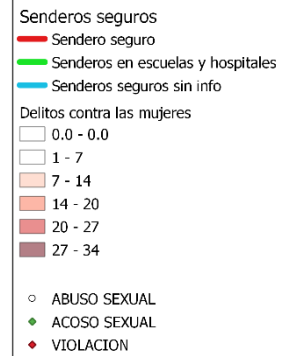 Senderos seguros
Sendero seguro
Senderos en escuelas y hospitales
Senderos seguros sin info
Delitos contra las mujeres
0.0 - 0.0
1 - 7
7 - 14
14 - 20
20 - 27
27 - 34
ABUSO SEXUAL
ACOSO SEXUAL
VIOLACION